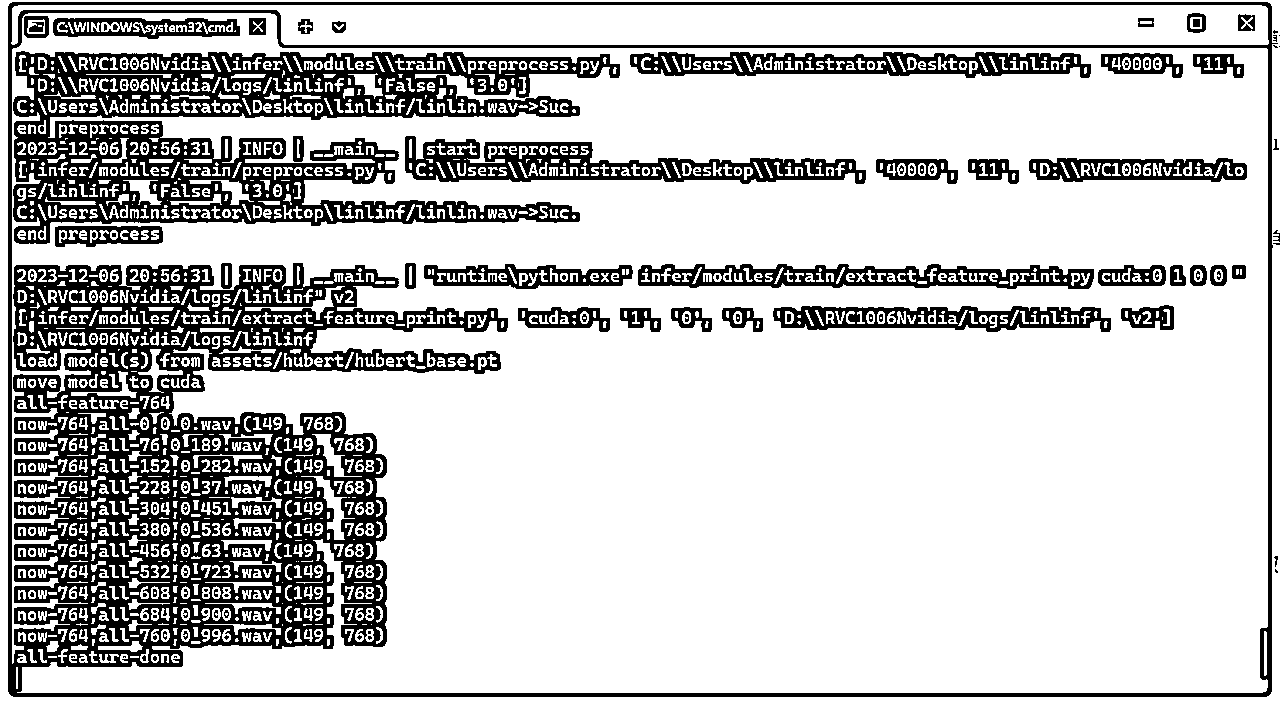 C:\WINDOWS\system32\cmd.
['D:\\RVC1006Nvidia\\infer\\modules\\train\\preprocess.py', 'C:\\Users\\Administrator\\Desktop\\linlinf', '40000', '11',
'D:\\RVC1006Nvidia/logs/linlinf', 'False', '3.0']
C:\Users\Administrator\Desktop\linlinf/linlin.wav->Suc.
end preprocess
2023-12-06 20:56:31 | INFO | __main__ | start preprocess
['infer/modules/train/preprocess.py', 'C:\\Users\\Administrator\\Desktop\\linlinf', '40000', '11', 'D:\\RVC1006Nvidia/lo
gs/linlinf', 'False', '3.0']
C:\Users\Administrator\Desktop\linlinf/linlin.wav->Suc.
end preprocess
2023-12-06 20:56:31 | INFO | __main__ | "runtime\python.exe" infer/modules/train/extract_feature_print.py cuda:0 1 0 0 "
D:\RVC1006Nvidia/logs/linlinf" v2
['infer/modules/train/extract_feature_print.py', 'cuda:0', '1', '0', '0', 'D:\\RVC1006Nvidia/logs/linlinf', 'v2']
D:\RVC1006Nvidia/logs/linlinf
load model(s) from assets/hubert/hubert_base.pt
move model to cuda
all-feature-764
now-764,all-0,0_0.wav,(149, 768)
now-764,all-76,0_189.wav,(149, 768)
now-764,all-152,0_282.wav,(149, 768)
now-764,all-228,0_37.wav,(149, 768)
now-764,all-304,0_451.wav,(149, 768)
now-764,all-380,0_536.wav,(149, 768)
now-764,all-456,0_63.wav,(149, 768)
now-764,all-532,0_723.wav,(149, 768)
now-764,all-608,0_808.wav,(149, 768)
now-764,all-684,0_900.wav,(149, 768)
now-764,all-760,0_996.wav,(149, 768)
all-feature-done